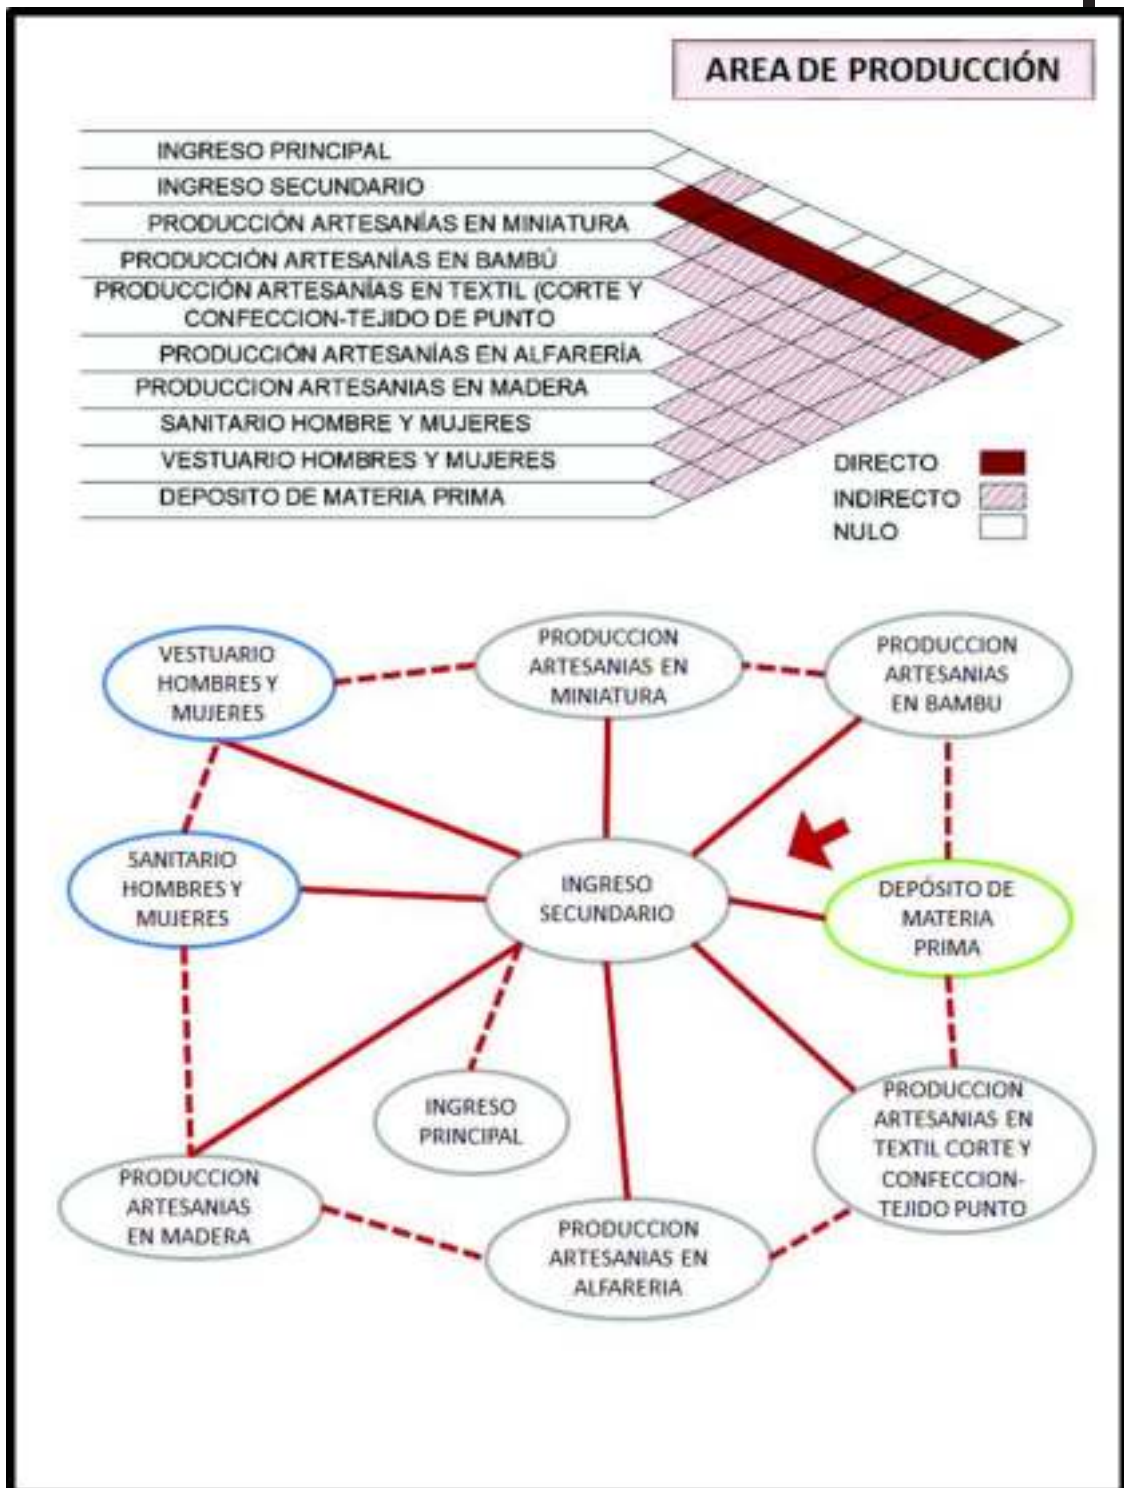 AREA DE PRODUCCIÓN
INGRESO PRINCIPAL
INGRESO SECUNDARIO
PRODUCCIÓN ARTESANÍAS EN MINIATURA
PRODUCCIÓN ARTESANÍAS EN BAMBÚ
PRODUCCIÓN ARTESANÍAS EN TEXTIL (CORTE Y
CONFECCION-TEJIDO DE PUNTO
PRODUCCIÓN ARTESANÍAS EN ALFARERÍA
PRODUCCION ARTESANIAS EN MADERA
SANITARIO HOMBRE Y MUJERES
VESTUARIO HOMBRES Y MUJERES
DEPOSITO DE MATERIA PRIMA
DIRECTO
INDIRECTO
NULO
VESTUARIO
HOMBRES Y
MUJERES
PRODUCCION
ARTESANIAS EN
MINIATURA
PRODUCCION
ARTESANIAS
EN BAMBU
SANITARIO
HOMBRES Y
MUJERES
INGRESO
SECUNDARIO
DEPÓSITO DE
MATERIA
PRIMA
INGRESO
PRINCIPAL
PRODUCCION
ARTESANIAS EN
TEXTIL CORTE Y
CONFECCION-
TEJIDO PUNTO
PRODUCCION
ARTESANIAS
EN MADERA
PRODUCCION
ARTESANIAS EN
ALFARERIA